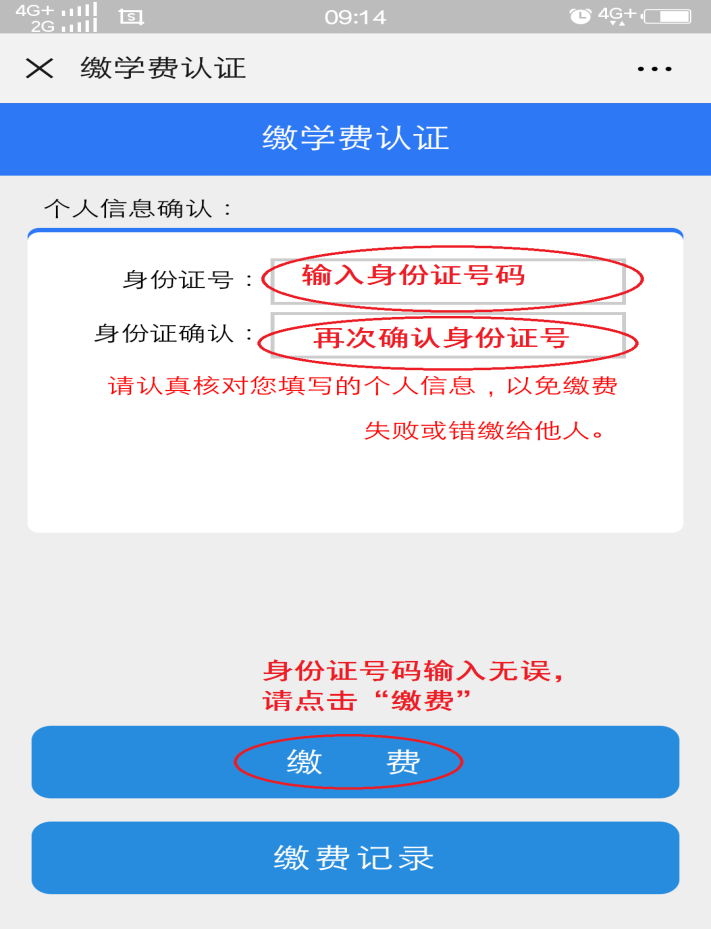 4G+
2G
09:14
4G+
缴学费认证
缴学费认证
个人信息确认：
身份证号： 输入身份证号码
身份证确认： 再次确认身份证号
请认真核对您填写的个人信息，以免缴费
失败或错缴给他人。
身份证号码输入无误，
请点击“缴费”
缴 费
缴费记录